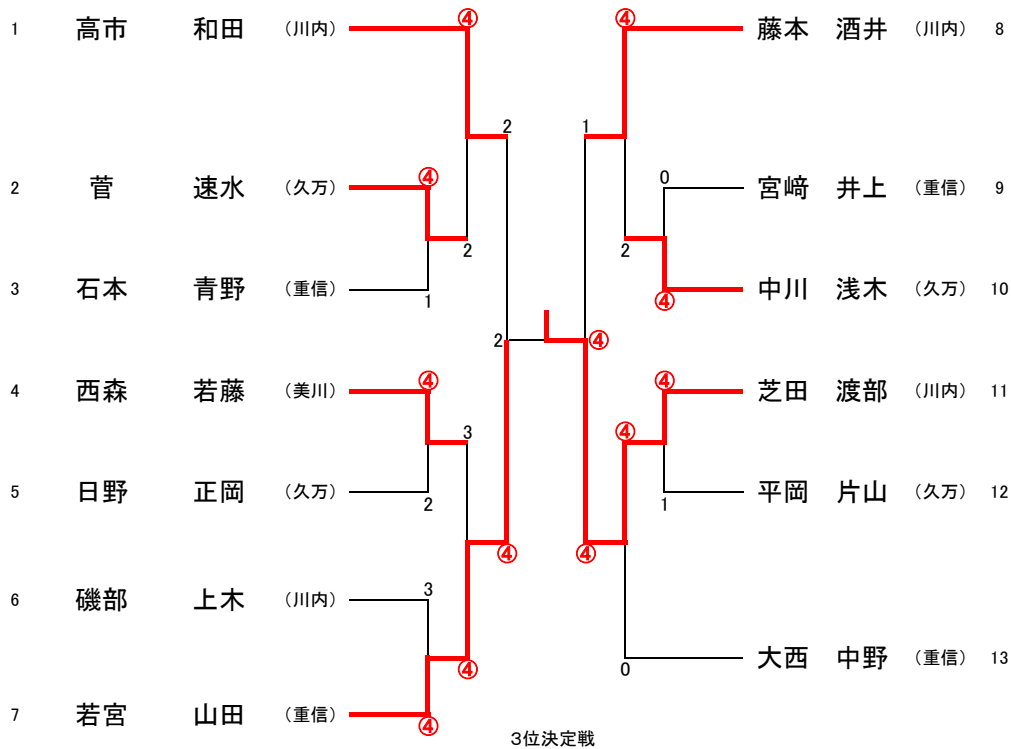 ④ ④
1 高市 和田 (川内) 藤本 酒井 (川内) 8
2 1
④ 0
2 菅 速水 (久万) 宮﨑 井上 (重信) 9
2 2
3 石本 青野 (重信) 中川 浅木 (久万) 10
1 ④
2 ④
④ ④
4 西森 若藤 (美川) 芝田 渡部 (川内) 11
3 ④
5 日野 正岡 (久万) 平岡 片山 (久万) 12
2 1
④ ④
3
6 磯部 上木 (川内)
大西 中野 (重信) 13
④ 0
7 若宮 山田 (重信)
④
3位決定戦